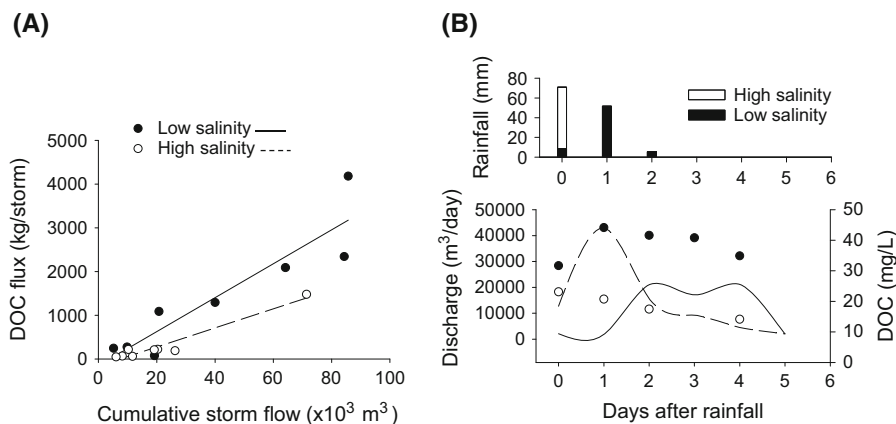 (A)
DOC flux (kg/storm)
5000
4000
3000
2000
1000
0
Low salinity
High salinity
0 20 40 60 80 100
Cumulative storm flow (x10³ m³)
(B)
Rainfall (mm)
80
60
40
20
0
High salinity
Low salinity
0 1 2 3 4 5 6
Discharge (m³/day)
50000
40000
30000
20000
10000
0
50
40
30
20
10
0
DOC (mg/L)
0 1 2 3 4 5 6
Days after rainfall